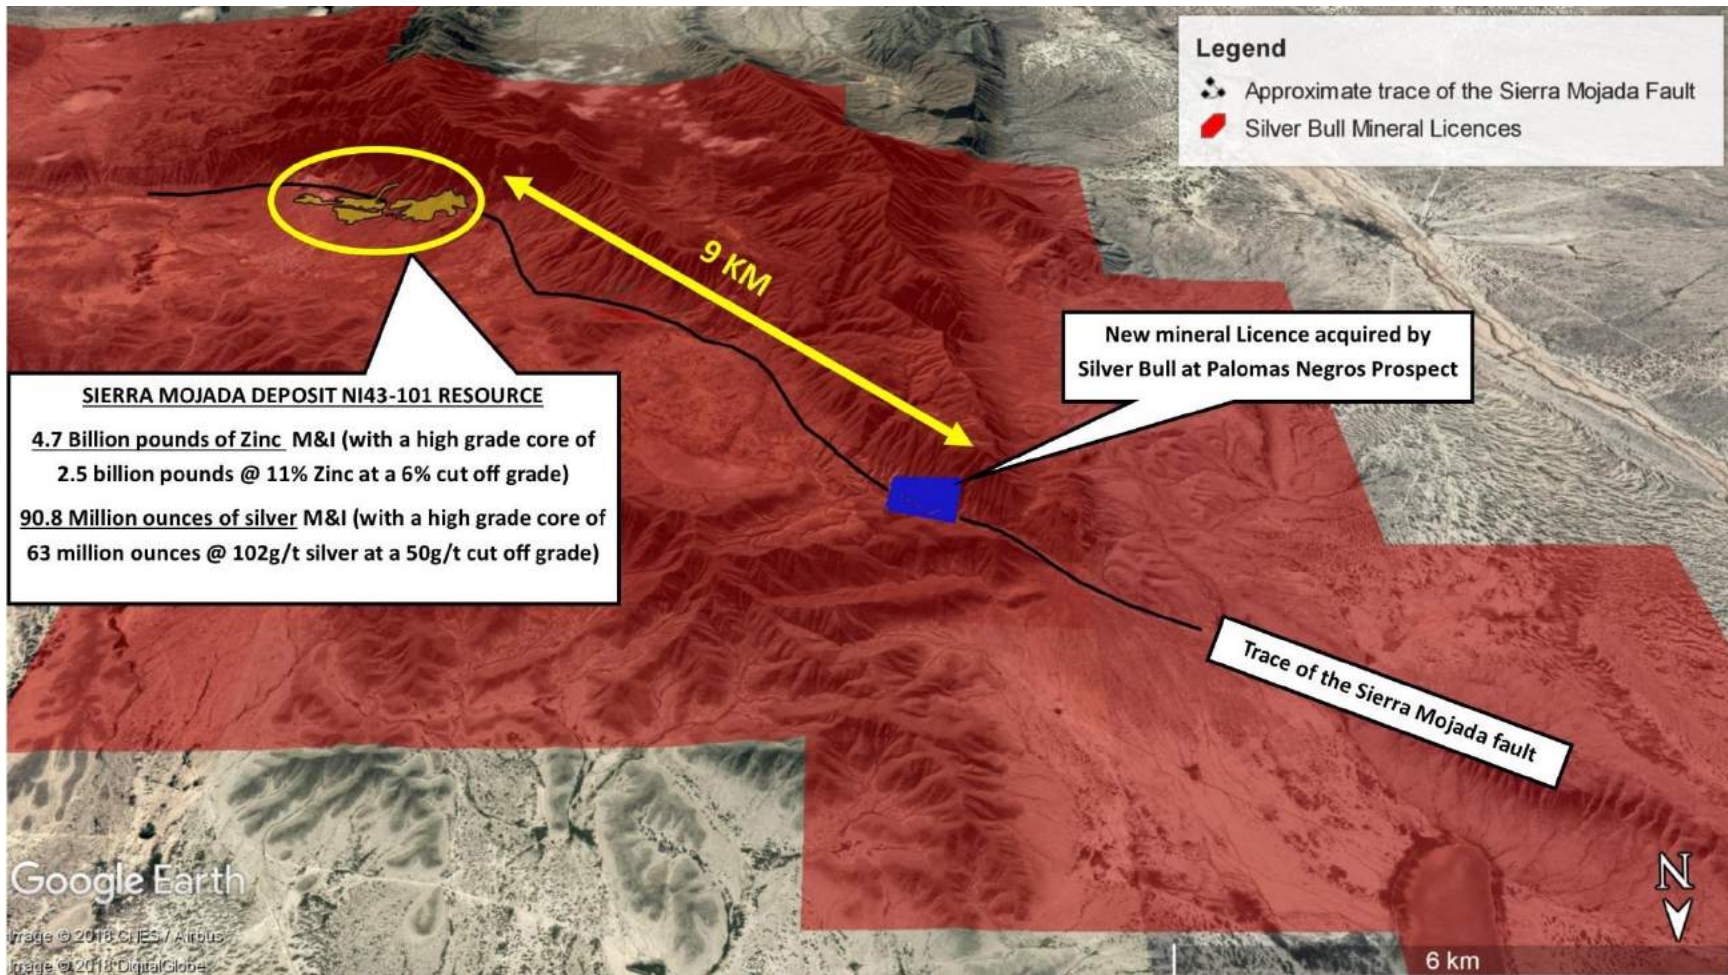 Legend
Approximate trace of the Sierra Mojada Fault
Silver Bull Mineral Licences
9 KM
New mineral Licence acquired by
Silver Bull at Palomas Negros Prospect
SIERRA MOJADA DEPOSIT NI43-101 RESOURCE
4.7 Billion pounds of Zinc M&I (with a high grade core of
2.5 billion pounds @ 11% Zinc at a 6% cut off grade)
90.8 Million ounces of silver M&I (with a high grade core of
63 million ounces @ 102g/t silver at a 50g/t cut off grade)
Trace of the Sierra Mojada fault
Google Earth
Image © 2018 CNES / Airbus
Image © 2018 DigitalGlobe
N
6 km